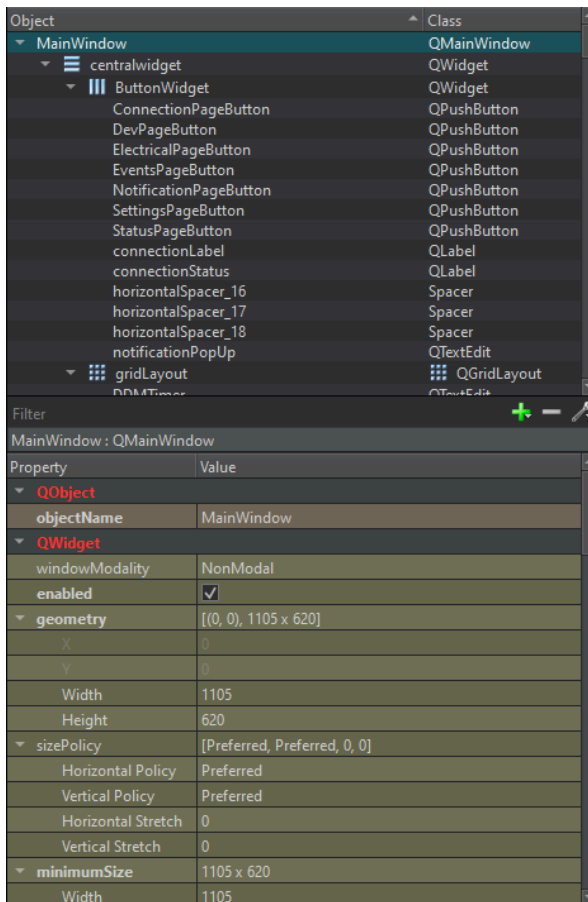 Object Class
MainWindow QMainWindow
centralwidget QWidget
ButtonWidget QWidget
ConnectionPageButton QPushButton
DevPageButton QPushButton
ElectricalPageButton QPushButton
EventsPageButton QPushButton
NotificationPageButton QPushButton
SettingsPageButton QPushButton
StatusPageButton QPushButton
connectionLabel QLabel
connectionStatus QLabel
horizontalSpacer_16 Spacer
horizontalSpacer_17 Spacer
horizontalSpacer_18 Spacer
notificationPopUp QTextEdit
gridLayout QGridLayout
DDMTimer QTextEdit
Filter
MainWindow : QMainWindow
Property Value
QObject
objectName MainWindow
QWidget
windowModality NonModal
enabled
geometry [(0, 0), 1105 x 620]
X 0
Y 0
Width 1105
Height 620
sizePolicy [Preferred, Preferred, 0, 0]
Horizontal Policy Preferred
Vertical Policy Preferred
Horizontal Stretch 0
Vertical Stretch 0
minimumSize 1105 x 620
Width 1105